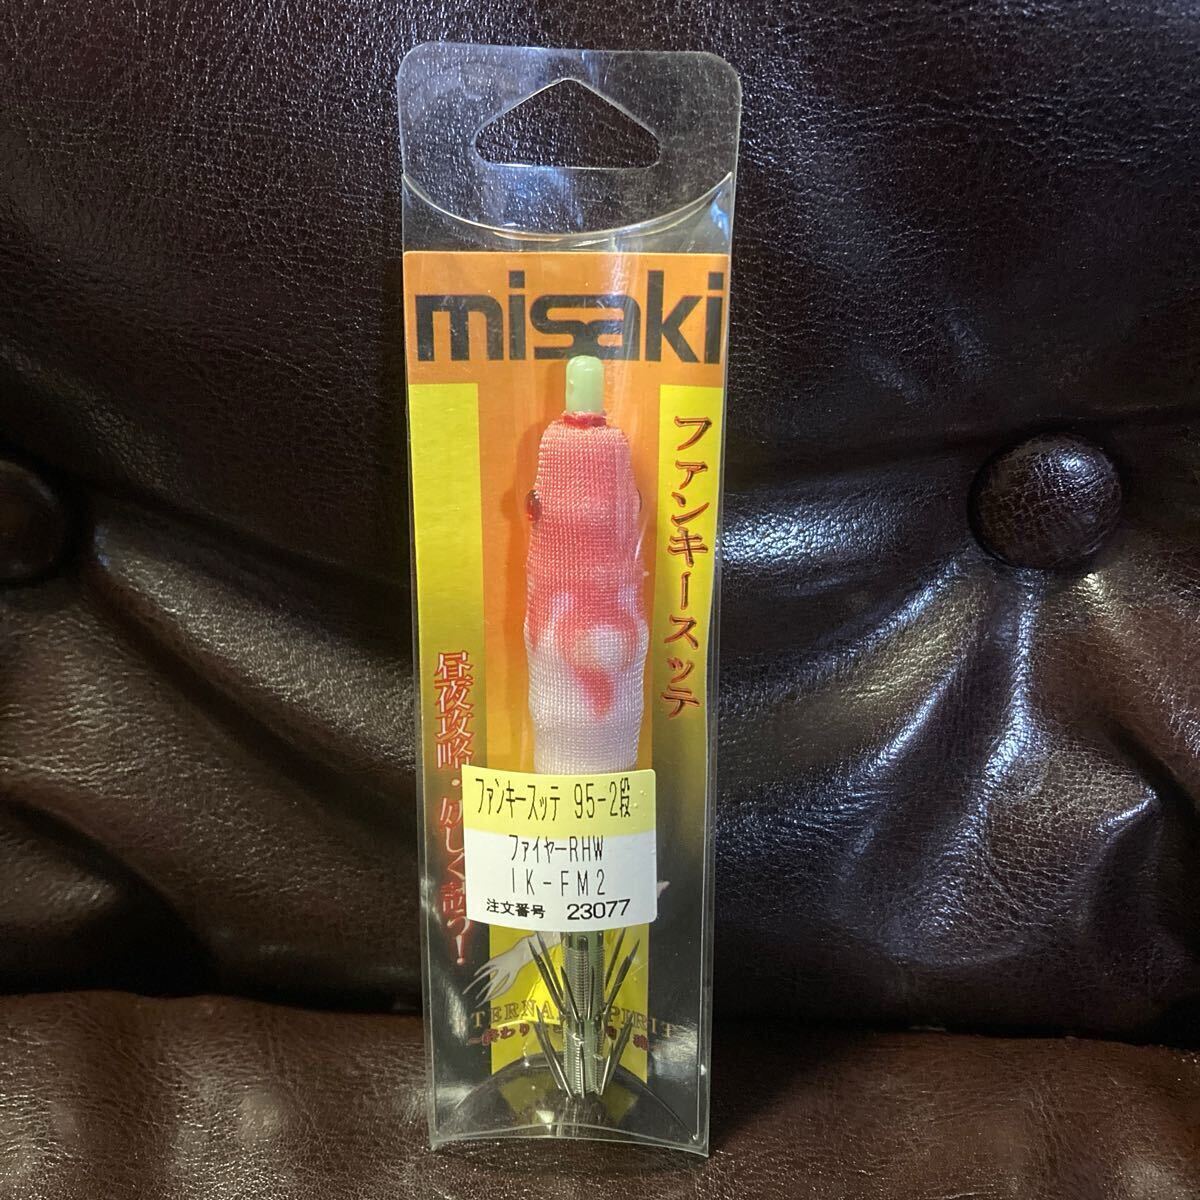 misaki
ファンキースッテ
昼夜攻略・妖しく誘う!
ファンキースッテ 95-2段
ファイヤーRHW
IK-FM2
注文番号 23077